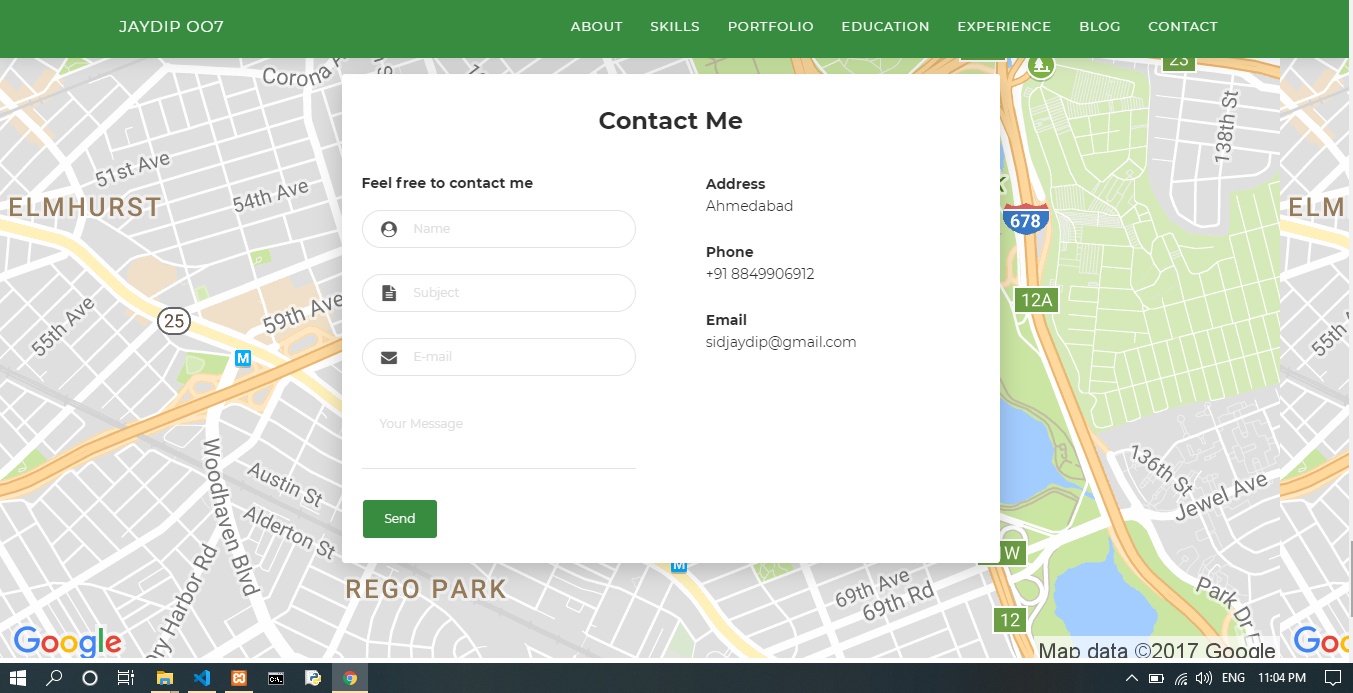 JAYDIP OO7
ABOUT SKILLS PORTFOLIO EDUCATION EXPERIENCE BLOG CONTACT
Corona
23
138th St
Contact Me
51st Ave
54th Ave
ELMHURST
ELM
Feel free to contact me
Name
Subject
E-mail
Your Message
Send
Address
Ahmedabad
Phone
+91 8849906912
Email
sidjaydip@gmail.com
678
12A
25
59th Ave
55th Ave
55th
M
Woodhaven Blvd
Austin St
Alderton St
136th St
Jewel Ave
W
M
REGO PARK
69th Ave
69th Rd
12
Park Dr
Harbor Rd
Google
Map data ©2017 Google
Goo
ENG 11:04 PM